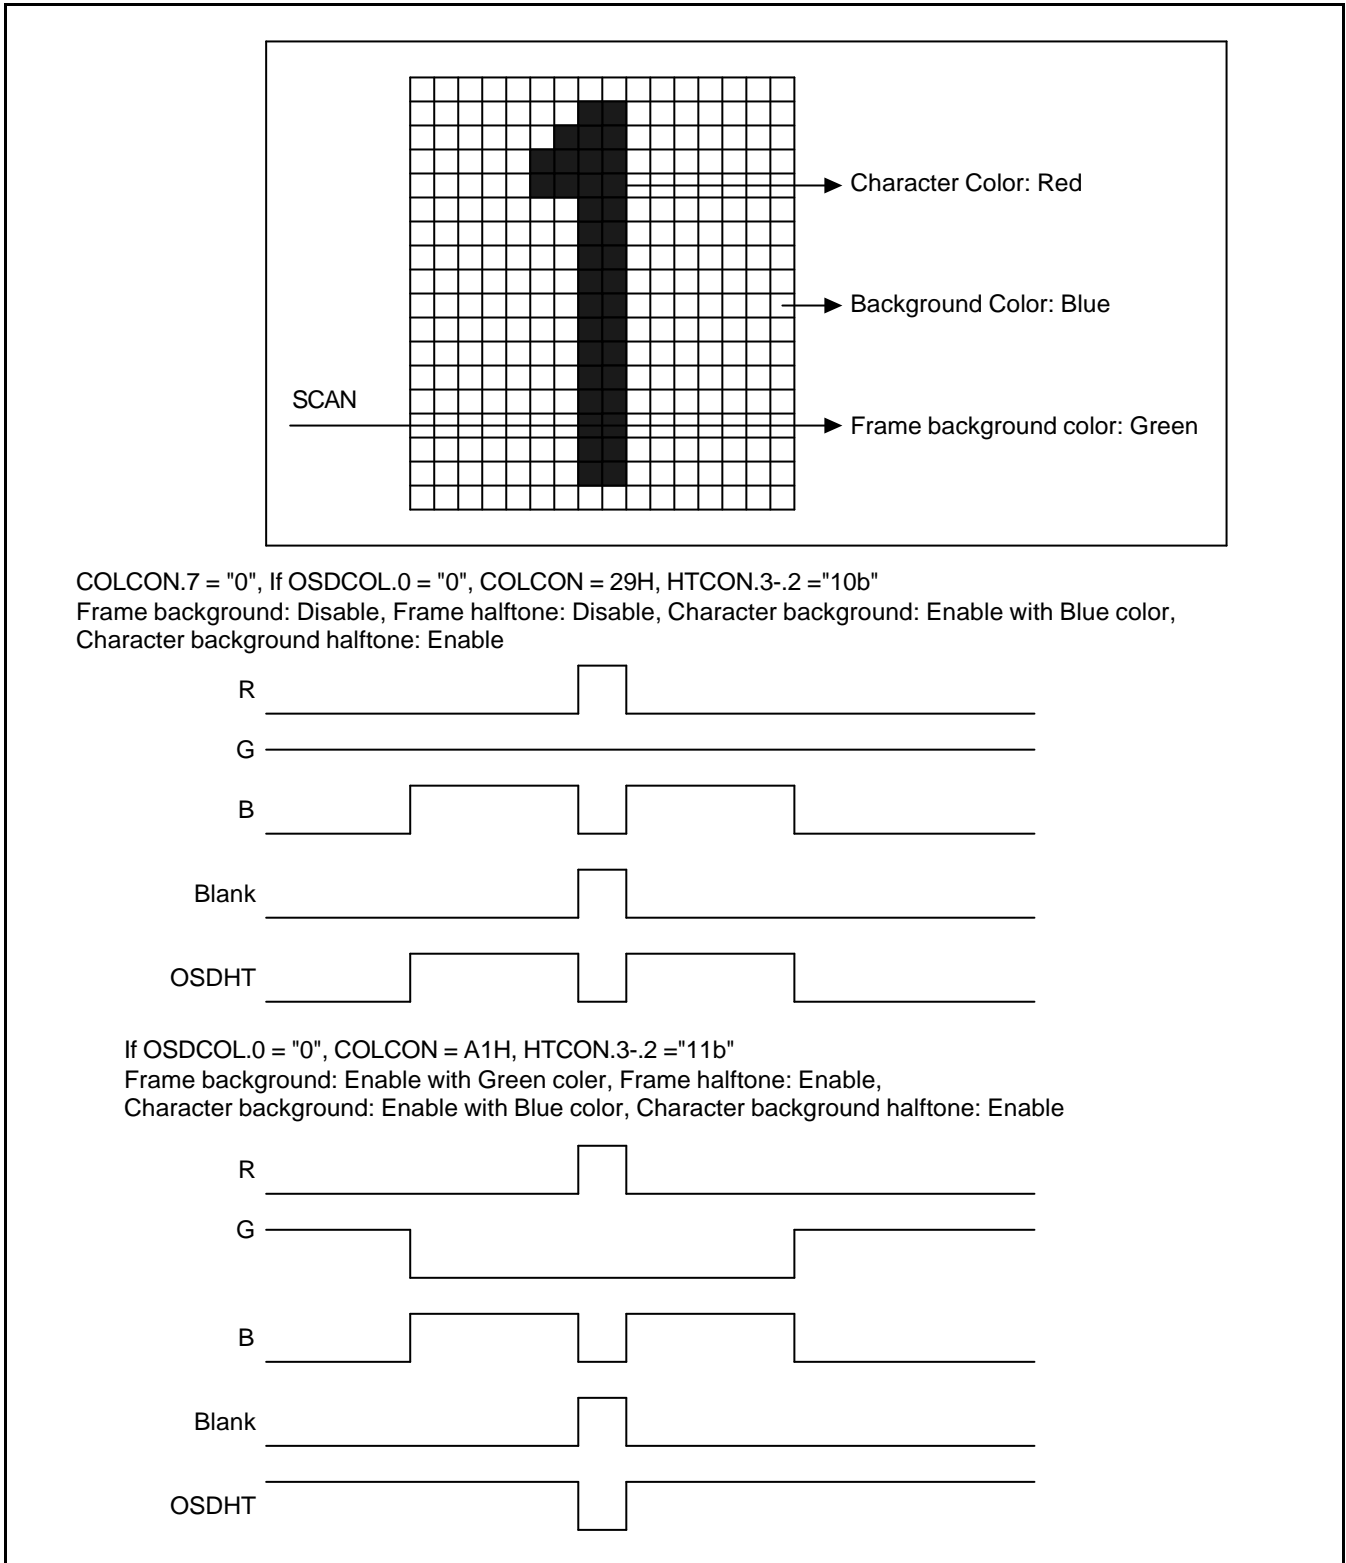 Character Color: Red
Background Color: Blue
SCAN
Frame background color: Green
COLCON.7 = "0", If OSDCOL.0 = "0", COLCON = 29H, HTCON.3-.2 ="10b"
Frame background: Disable, Frame halftone: Disable, Character background: Enable with Blue color,
Character background halftone: Enable
R
G
B
Blank
OSDHT
If OSDCOL.0 = "0", COLCON = A1H, HTCON.3-.2 ="11b"
Frame background: Enable with Green coler, Frame halftone: Enable,
Character background: Enable with Blue color, Character background halftone: Enable
R
G
B
Blank
OSDHT